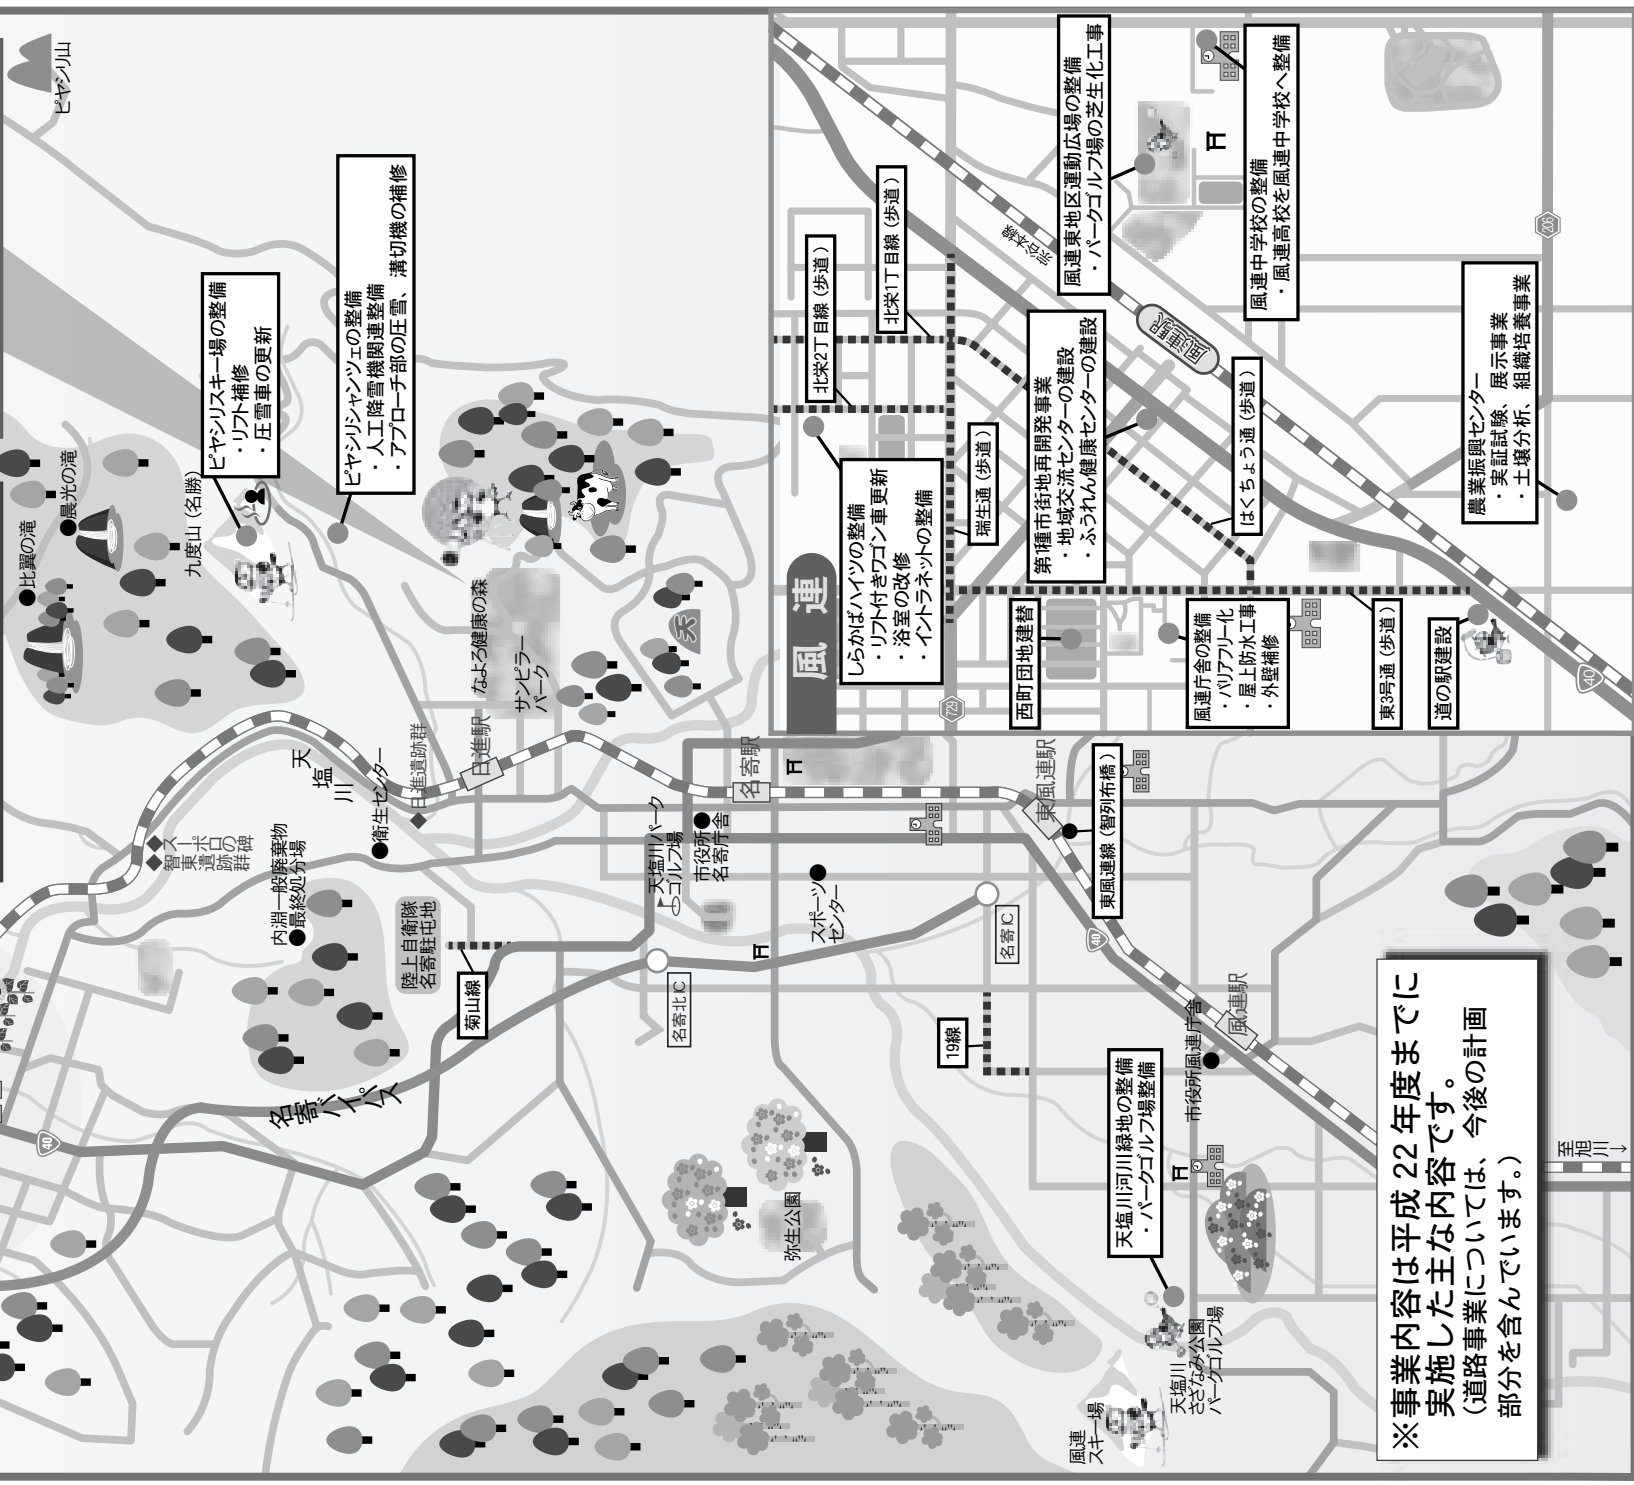 ピヤシリ山
ピヤシリスキー場の整備
・リフト補修
・圧雪車の更新
ピヤシリシャンツェの整備
・人工降雪機関連整備
・アプローチ部の圧雪、溝切機の補修
比翼の滝
晨光の滝
九度山（名勝）
なよろ健康の森
サンピラー
パーク
天塩川
日進駅
日進遺跡群
衛生センター
スーポロの碑
智東遺跡群
内淵一般廃棄物
最終処分場
陸上自衛隊
名寄駐屯地
菊山線
名寄バイパス
40
名寄駅
天塩川パーク
ゴルフ場
市役所
名寄庁舎
スポーツ
センター
名寄北IC
名寄IC
19線
弥生公園
東風連駅
東風連線（智列布橋）
40
風連駅
市役所風連庁舎
天塩川河川緑地の整備
・パークゴルフ場整備
天塩川
さざなみ公園
パークゴルフ場
風連
スキー場
至旭川→
風連
しらかばハイツの整備
・リフト付きワゴン車更新
・浴室の改修
・イントラネットの整備
北栄2丁目線（歩道）
北栄1丁目線（歩道）
瑞生通（歩道）
729
西町団地建替
第1種市街地再開発事業
・地域交流センターの建設
・ふうれん健康センターの建設
宗谷本線
風連駅
風連東地区運動広場の整備
・パークゴルフ場の芝生化工事
風連中学校の整備
・風連高校を風連中学校へ整備
はくちょう通（歩道）
風連庁舎の整備
・バリアフリー化
・屋上防水工事
・外壁補修
東3号通（歩道）
道の駅建設
農業振興センター
・実証試験、展示事業
・土壌分析、組織培養事業
206
40
※事業内容は平成22年度までに
実施した主な内容です。
（道路事業については、今後の計画
部分を含んでいます。）